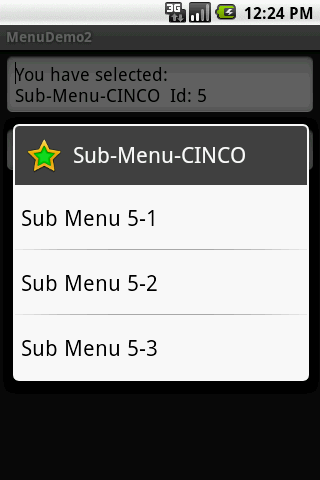 3G 12:24 PM
MenuDemo2
You have selected:
Sub-Menu-CINCO Id: 5
Sub-Menu-CINCO
Sub Menu 5-1
Sub Menu 5-2
Sub Menu 5-3